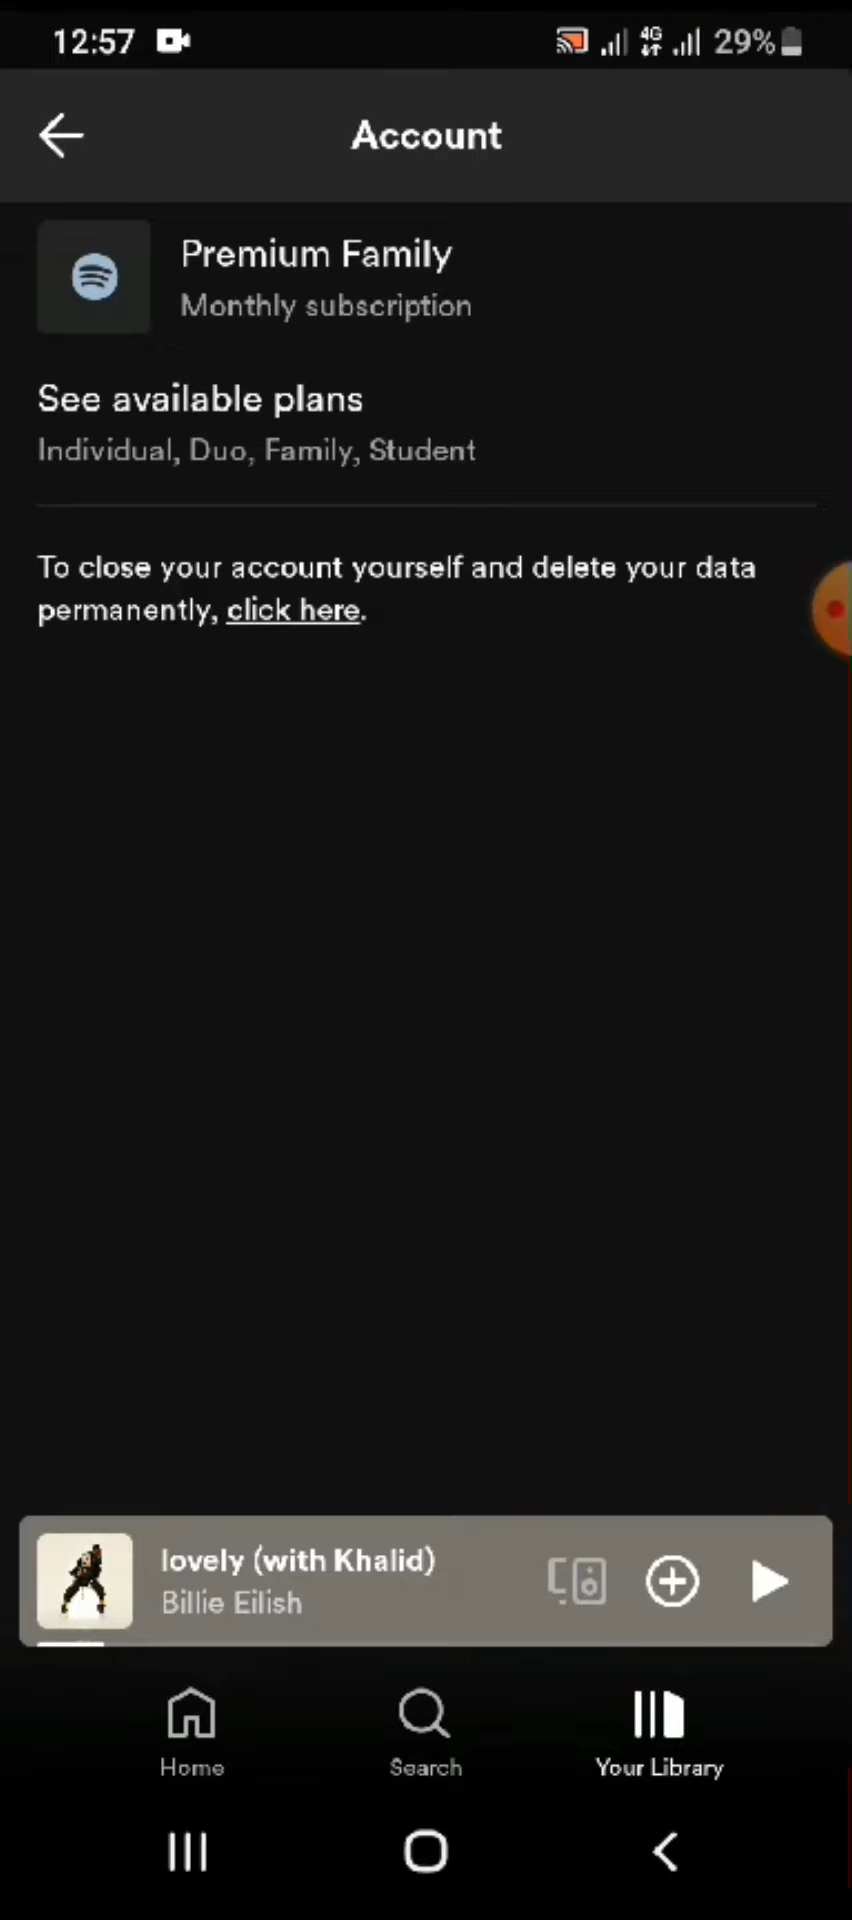 12:57
4G
29%
Account
Premium Family
Monthly subscription
See available plans
Individual, Duo, Family, Student
To close your account yourself and delete your data
permanently, click here.
lovely (with Khalid)
Billie Eilish
Home
Search
Your Library